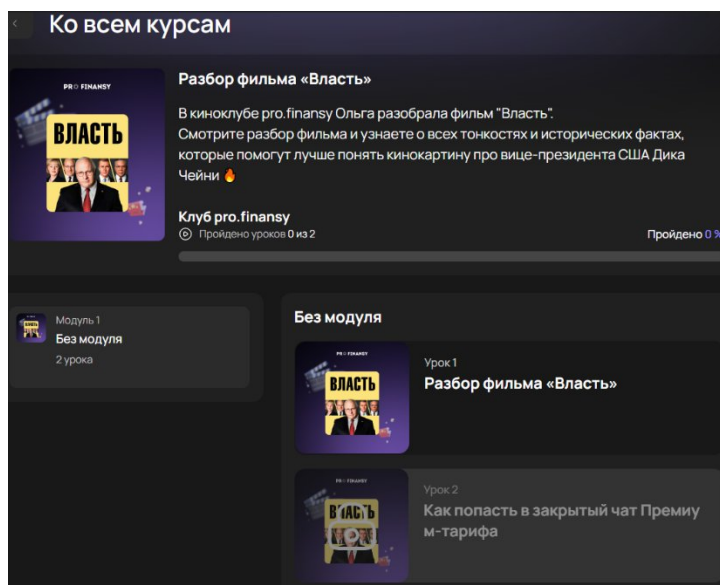 Ко всем курсам
PRO FINANSY
ВЛАСТЬ
Разбор фильма «Власть»
В киноклубе pro.finansy Ольга разобрала фильм "Власть".
Смотрите разбор фильма и узнаете о всех тонкостях и исторических фактах,
которые помогут лучше понять кинокартину про вице-президента США Дика
Чейни 🔥
Клуб pro.finansy
Пройдено уроков 0 из 2
Пройдено 0 %
ВЛАСТЬ
Модуль 1
Без модуля
2 урока
Без модуля
PRO FINANSY
ВЛАСТЬ
Урок 1
Разбор фильма «Власть»
PRO FINANSY
ВЛАСТЬ
Урок 2
Как попасть в закрытый чат Премиу
м-тарифа